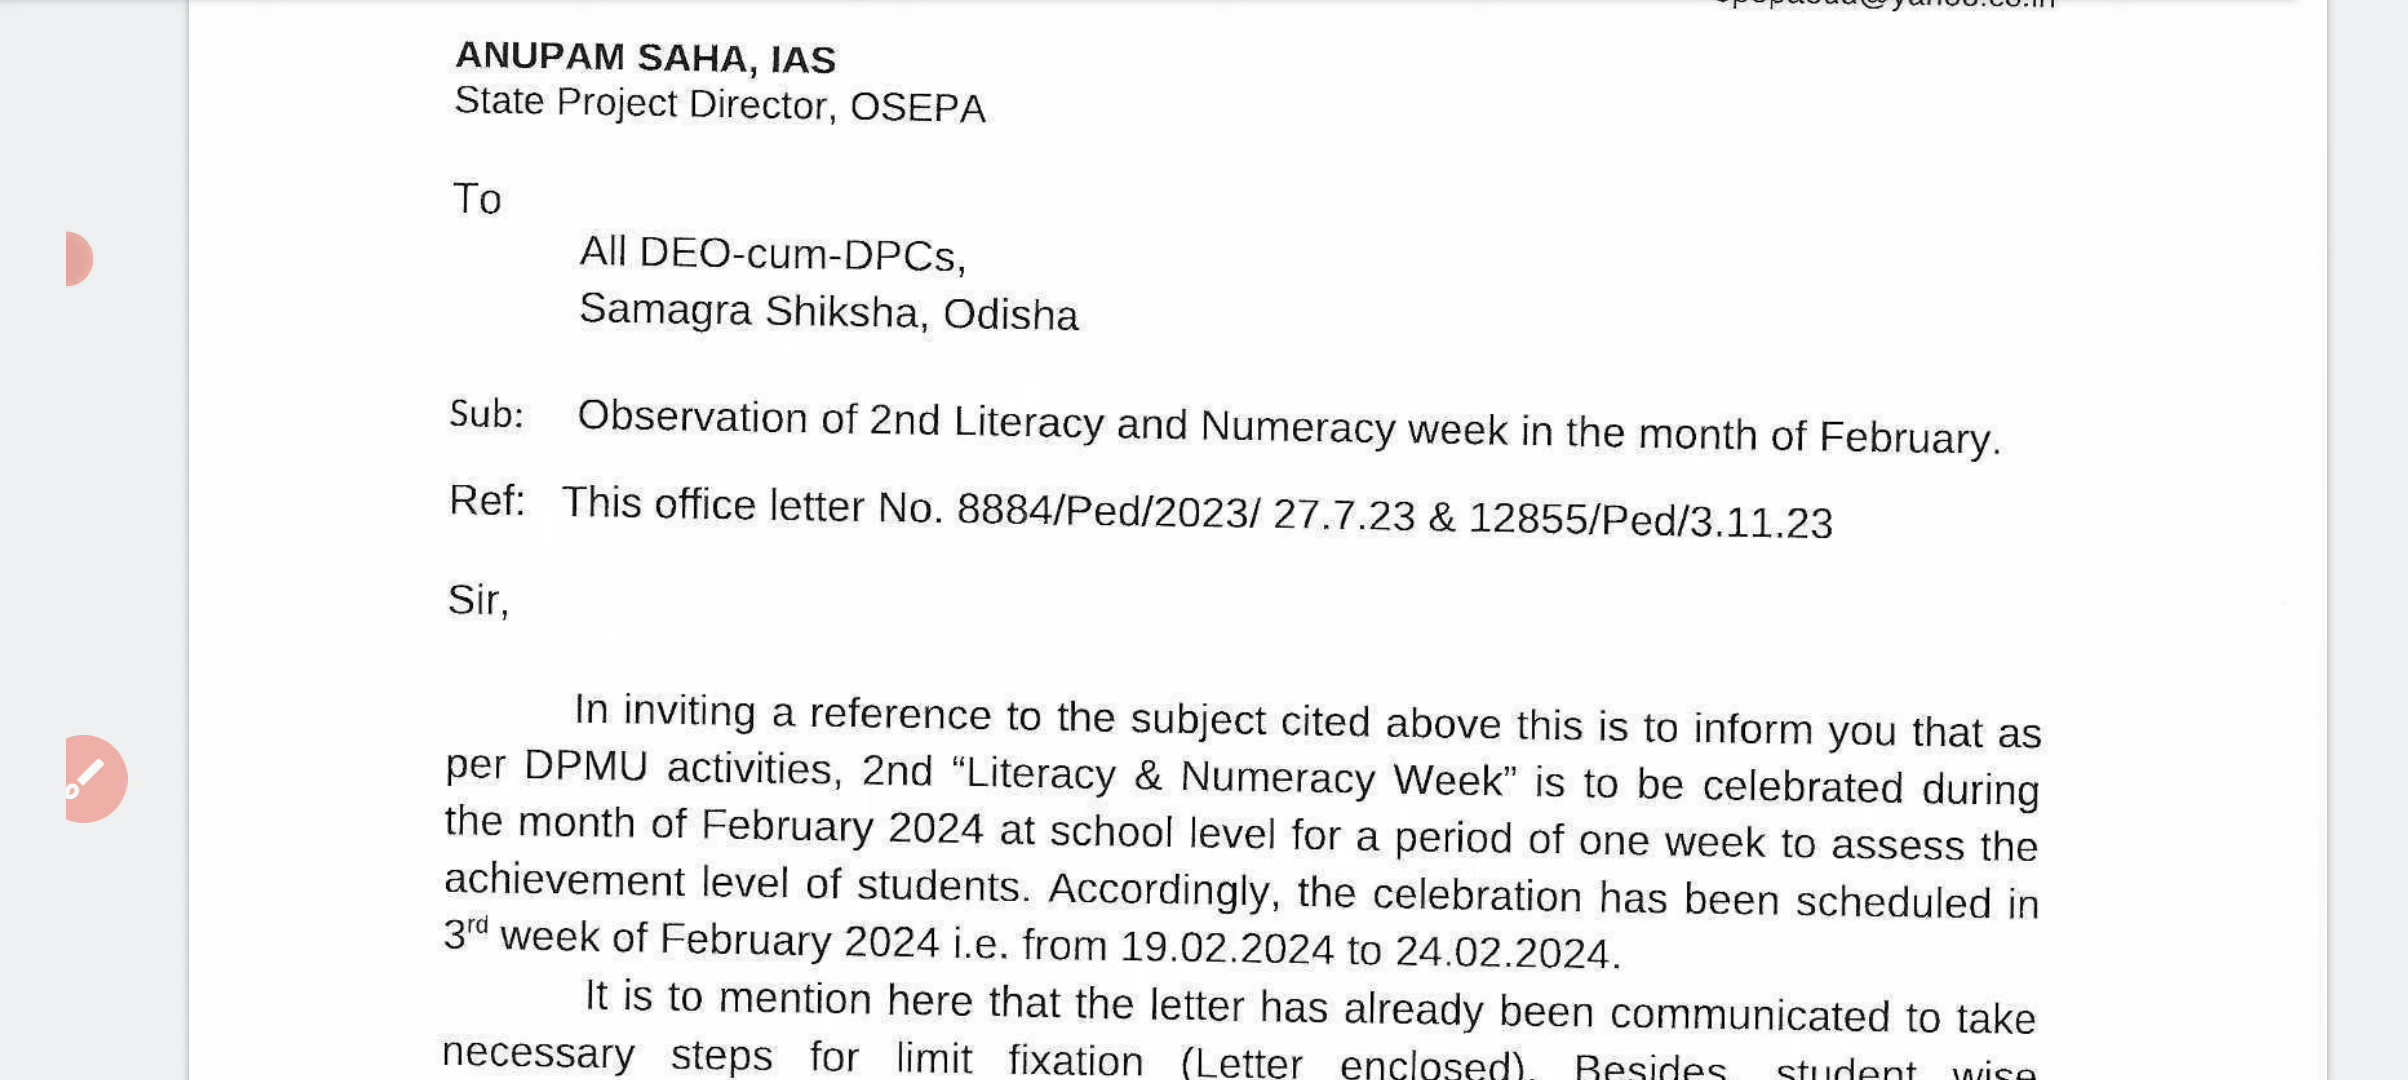 ANUPAM SAHA, IAS
State Project Director, OSEPA
To
All DEO-cum-DPCs,
Samagra Shiksha, Odisha
Sub: Observation of 2nd Literacy and Numeracy week in the month of February.
Ref: This office letter No. 8884/Ped/2023/ 27.7.23 & 12855/Ped/3.11.23
Sir,
In inviting a reference to the subject cited above this is to inform you that as
per DPMU activities, 2nd “Literacy & Numeracy Week” is to be celebrated during
the month of February 2024 at school level for a period of one week to assess the
achievement level of students. Accordingly, the celebration has been scheduled in
3rd week of February 2024 i.e. from 19.02.2024 to 24.02.2024.
It is to mention here that the letter has already been communicated to take
necessary steps for limit fixation (Letter enclosed). Besides, student wise